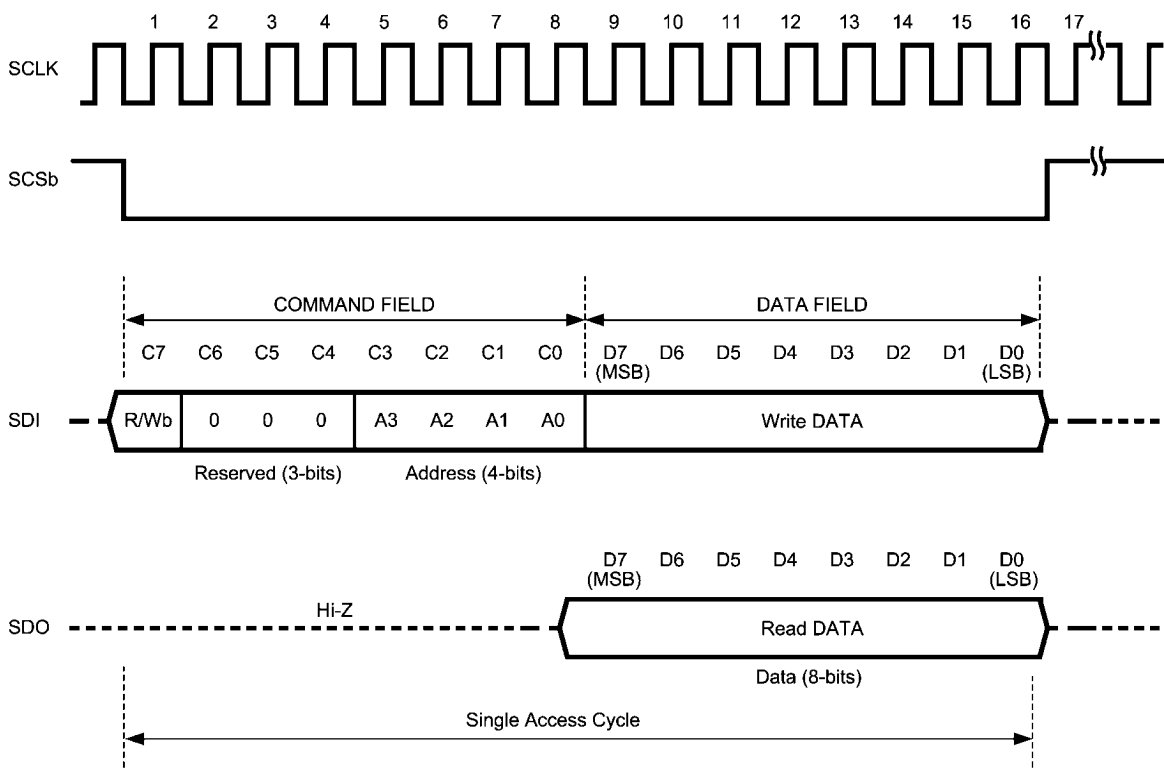 1 2 3 4 5 6 7 8 9 10 11 12 13 14 15 16 17
SCLK
SCSb
COMMAND FIELD DATA FIELD
C7 C6 C5 C4 C3 C2 C1 C0 D7 D6 D5 D4 D3 D2 D1 D0
(MSB) (LSB)
SDI R/Wb 0 0 0 A3 A2 A1 A0 Write DATA
Reserved (3-bits) Address (4-bits)
D7 D6 D5 D4 D3 D2 D1 D0
(MSB) (LSB)
Hi-Z
SDO Read DATA
Data (8-bits)
Single Access Cycle